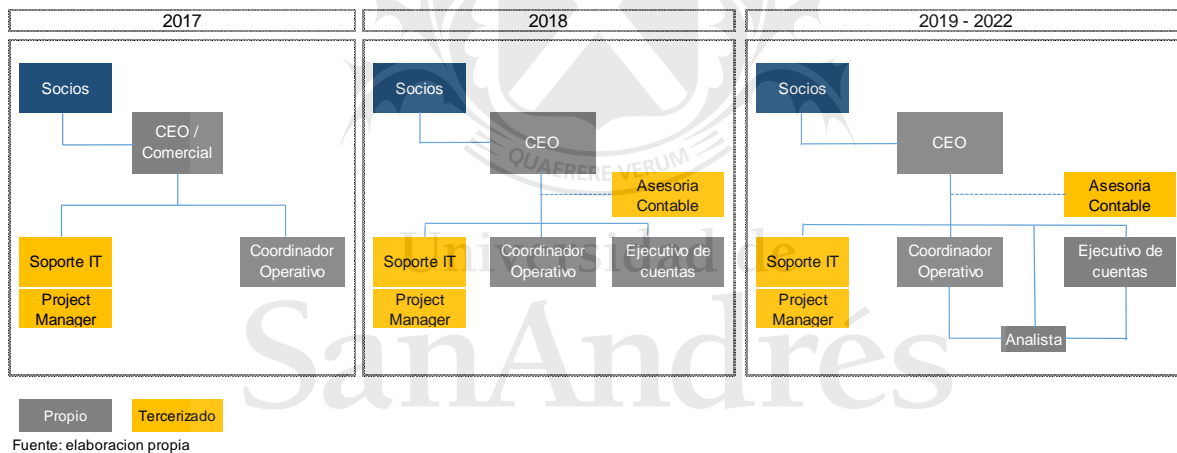 2017
Socios
CEO /
Comercial
Soporte IT
Project
Manager
Coordinador
Operativo
2018
Socios
CEO
Asesoria
Contable
Soporte IT
Project
Manager
Coordinador
Operativo
Ejecutivo de
cuentas
2019 - 2022
Socios
CEO
Asesoria
Contable
Soporte IT
Project
Manager
Coordinador
Operativo
Ejecutivo de
cuentas
Analista
QUAERERE VERUM
Universidad de
SanAndrés
Propio
Tercerizado
Fuente: elaboracion propia